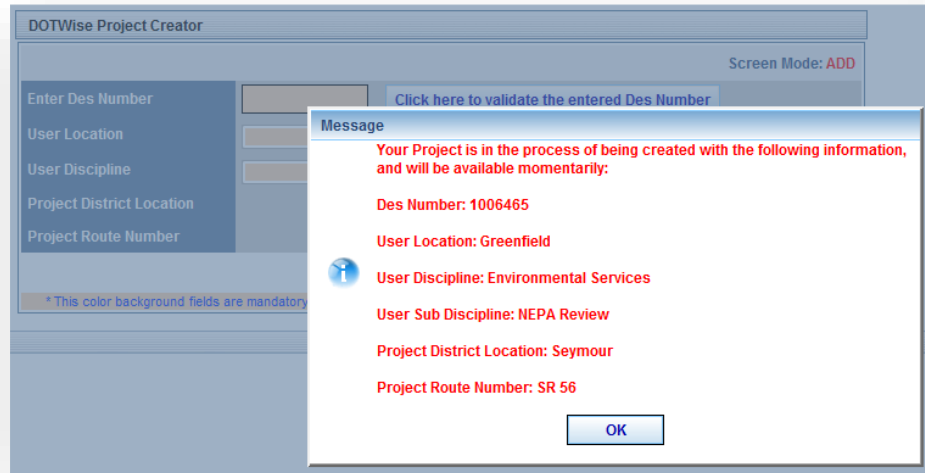 DOTWise Project Creator
Screen Mode: ADD
Enter Des Number
Click here to validate the entered Des Number
User Location
User Discipline
Project District Location
Project Route Number
* This color background fields are mandatory
Message
Your Project is in the process of being created with the following information,
and will be available momentarily:
Des Number: 1006465
User Location: Greenfield
User Discipline: Environmental Services
User Sub Discipline: NEPA Review
Project District Location: Seymour
Project Route Number: SR 56
OK